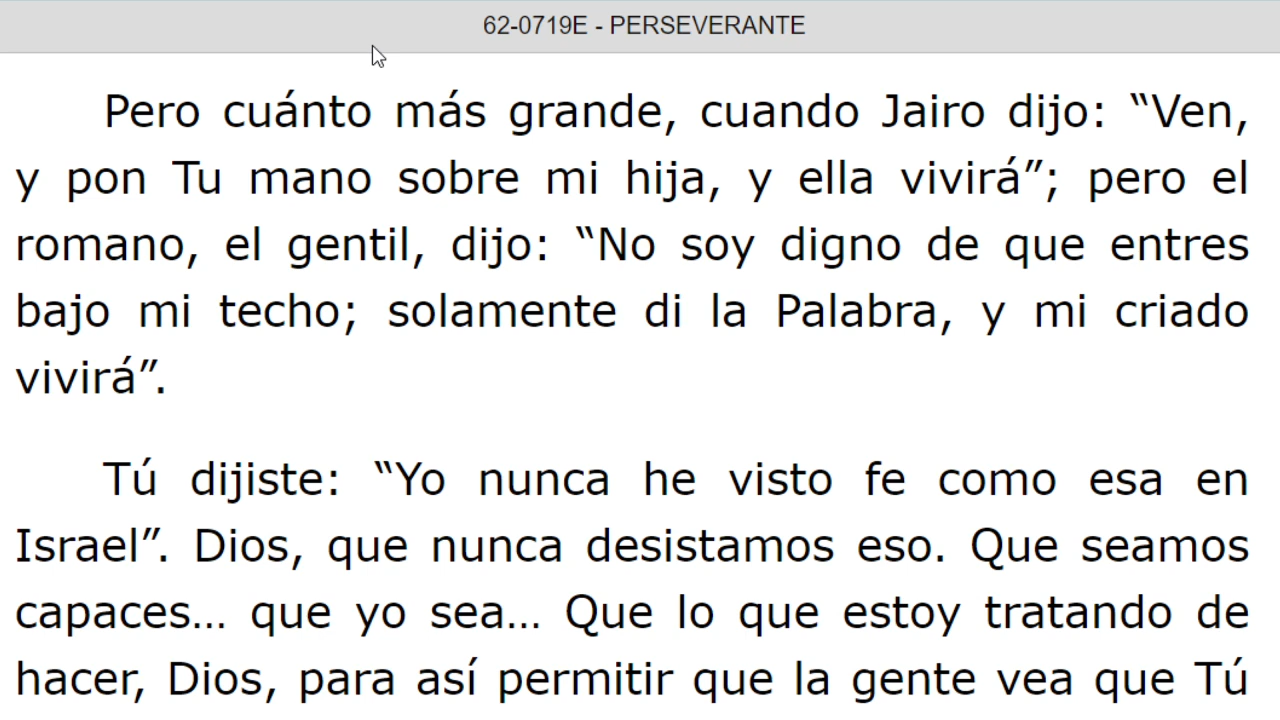 62-0719E - PERSEVERANTE
Pero cuánto más grande, cuando Jairo dijo: “Ven,
y pon Tu mano sobre mi hija, y ella vivirá”; pero el
romano, el gentil, dijo: “No soy digno de que entres
bajo mi techo; solamente di la Palabra, y mi criado
vivirá”.
Tú dijiste: “Yo nunca he visto fe como esa en
Israel”. Dios, que nunca desistamos eso. Que seamos
capaces... que yo sea... Que lo que estoy tratando de
hacer, Dios, para así permitir que la gente vea que Tú